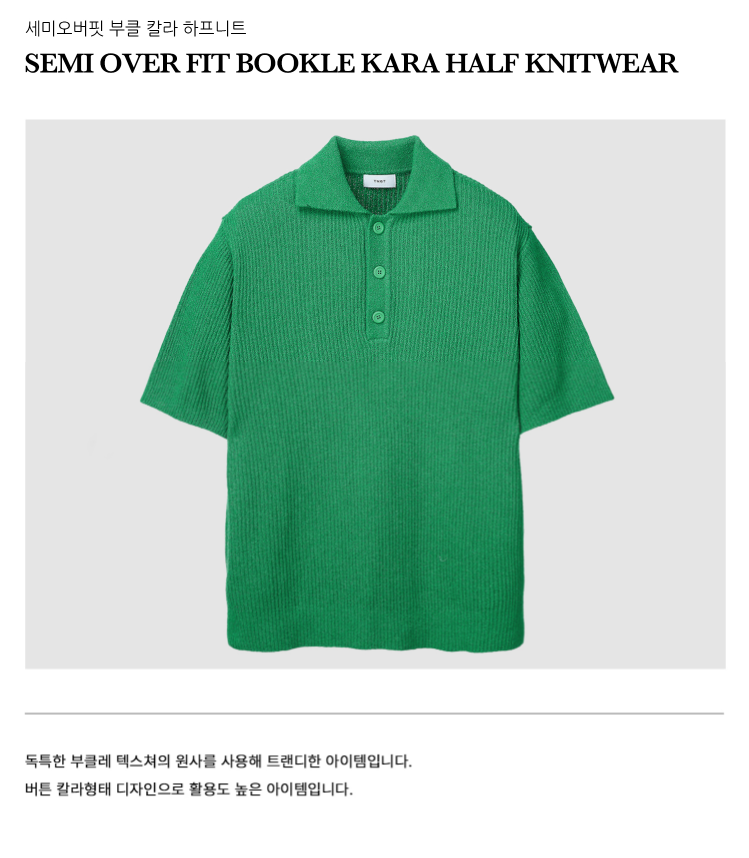 세미오버핏 부클 칼라 하프니트
SEMI OVER FIT BOOKLE KARA HALF KNITWEAR
독특한 부클레 텍스쳐의 원사를 사용해 트랜디한 아이템입니다.
버튼 칼라형태 디자인으로 활용도 높은 아이템입니다.